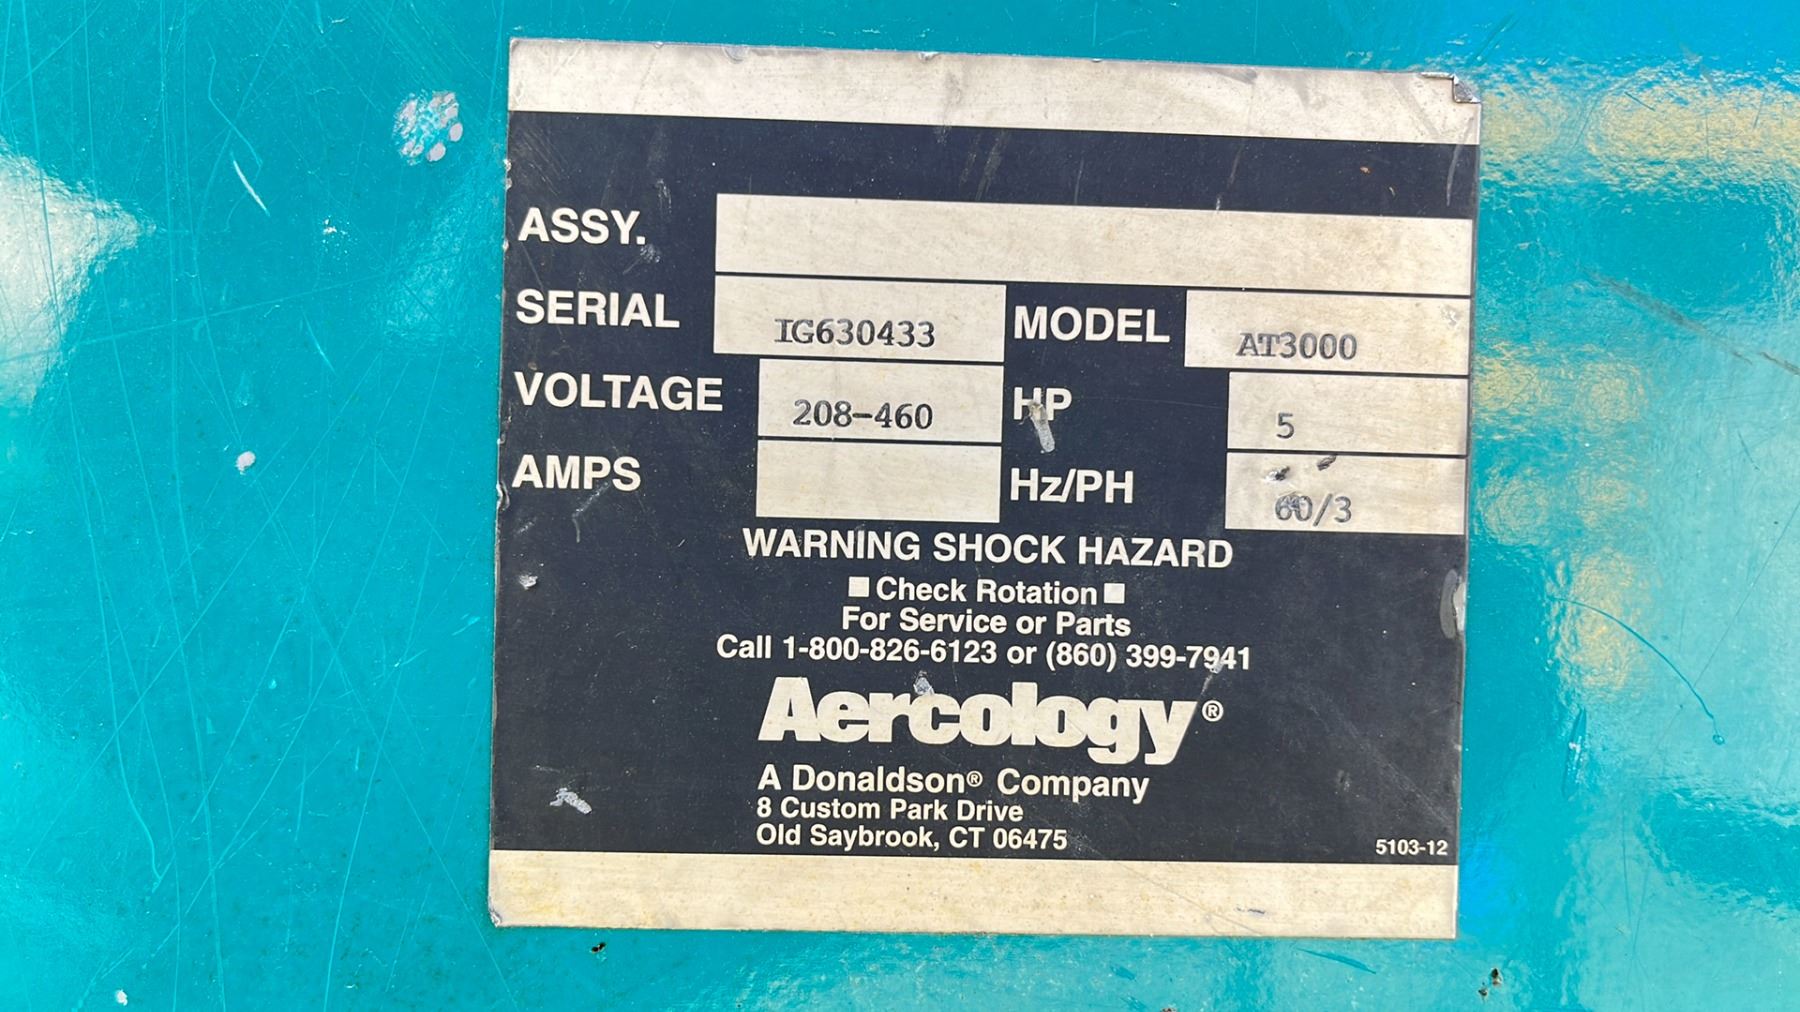 ASSY.
SERIAL IG630433 MODEL AT3000
VOLTAGE 208-460 HP 5
AMPS Hz/PH 60/3
WARNING SHOCK HAZARD
■ Check Rotation ■
For Service or Parts
Call 1-800-826-6123 or (860) 399-7941
Aercology®
A Donaldson® Company
8 Custom Park Drive
Old Saybrook, CT 06475
5103-12